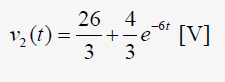 v₂(t) = 26/3 + 4/3 e⁻⁶ᵗ [V]